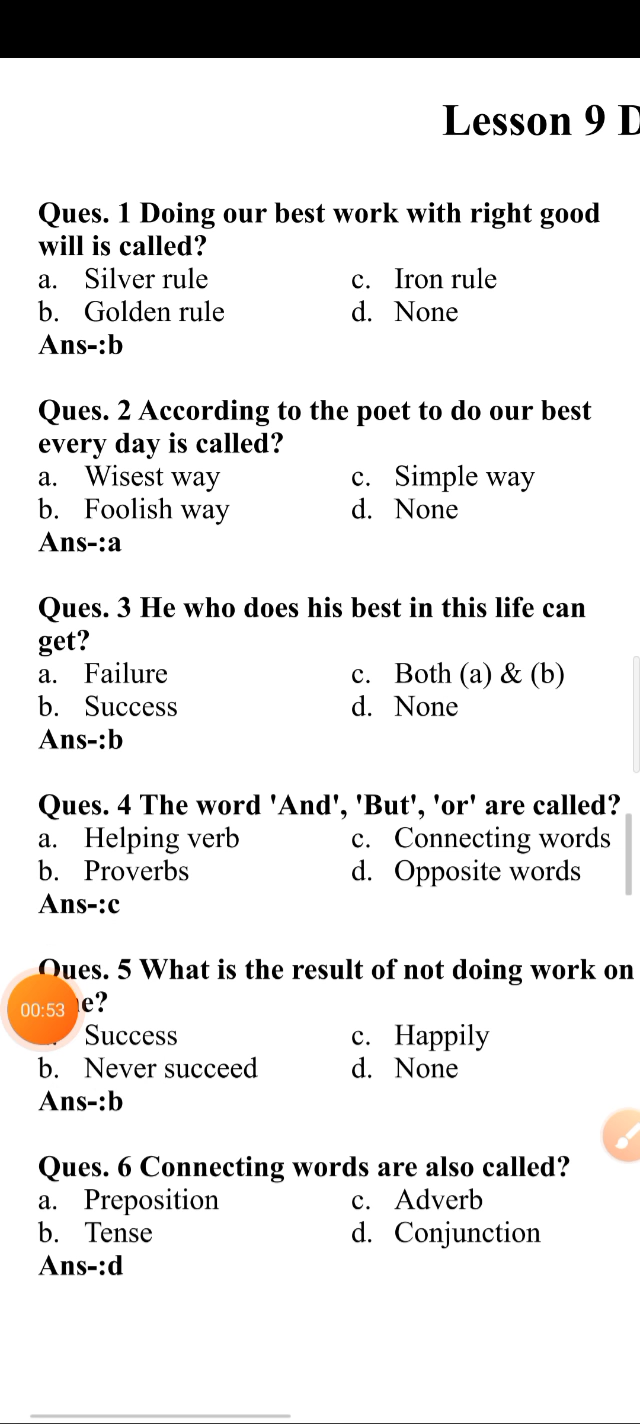 Lesson 9 D
Ques. 1 Doing our best work with right good
will is called?
a. Silver rule c. Iron rule
b. Golden rule d. None
Ans-:b
Ques. 2 According to the poet to do our best
every day is called?
a. Wisest way c. Simple way
b. Foolish way d. None
Ans-:a
Ques. 3 He who does his best in this life can
get?
a. Failure c. Both (a) & (b)
b. Success d. None
Ans-:b
Ques. 4 The word 'And', 'But', 'or' are called?
a. Helping verb c. Connecting words
b. Proverbs d. Opposite words
Ans-:c
Ques. 5 What is the result of not doing work on
00:53 e?
Success c. Happily
b. Never succeed d. None
Ans-:b
Ques. 6 Connecting words are also called?
a. Preposition c. Adverb
b. Tense d. Conjunction
Ans-:d